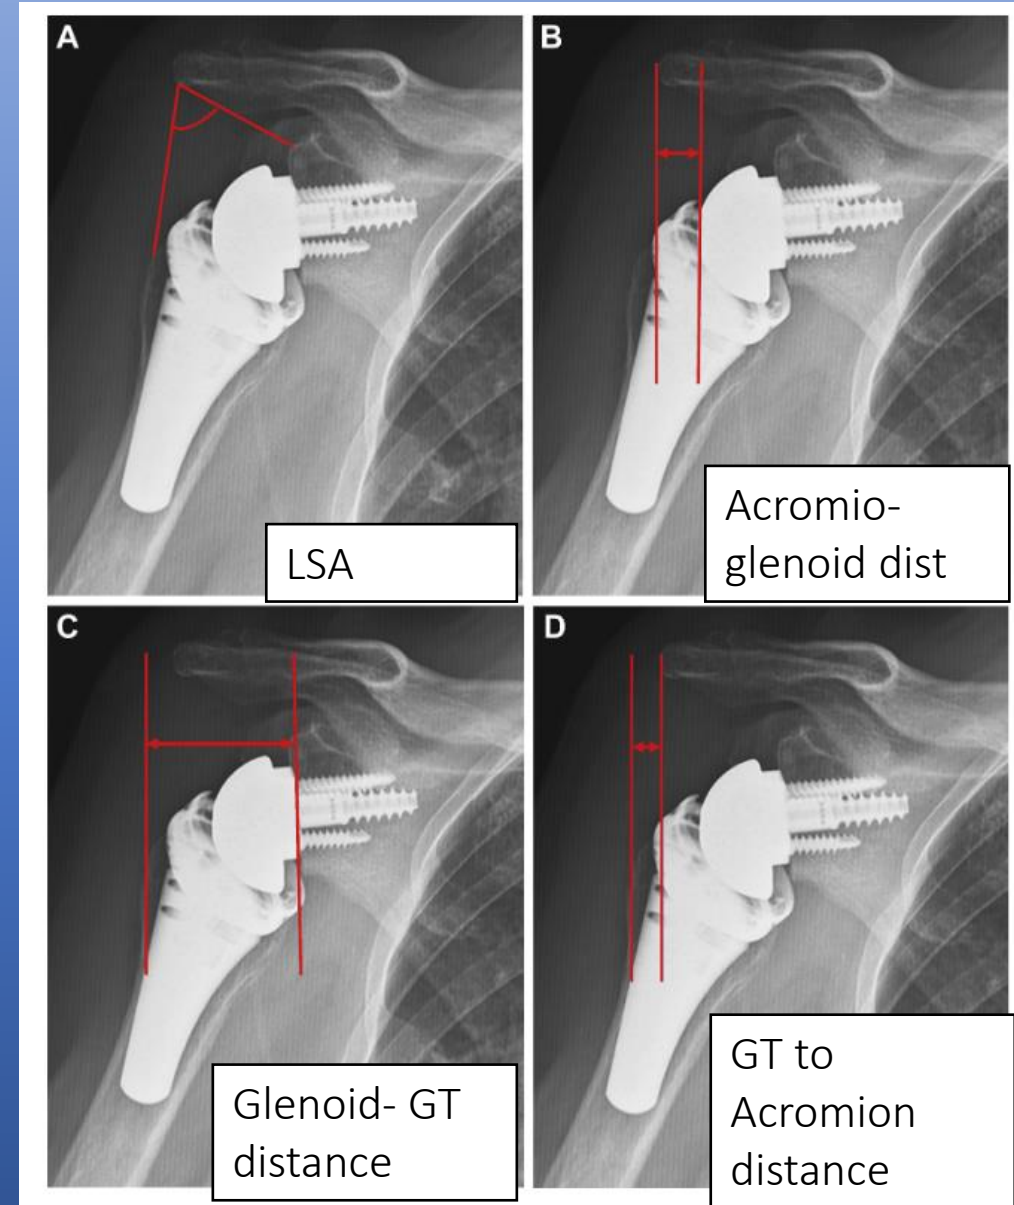 A
LSA
B
Acromio-
glenoid dist
C
Glenoid- GT
distance
D
GT to
Acromion
distance